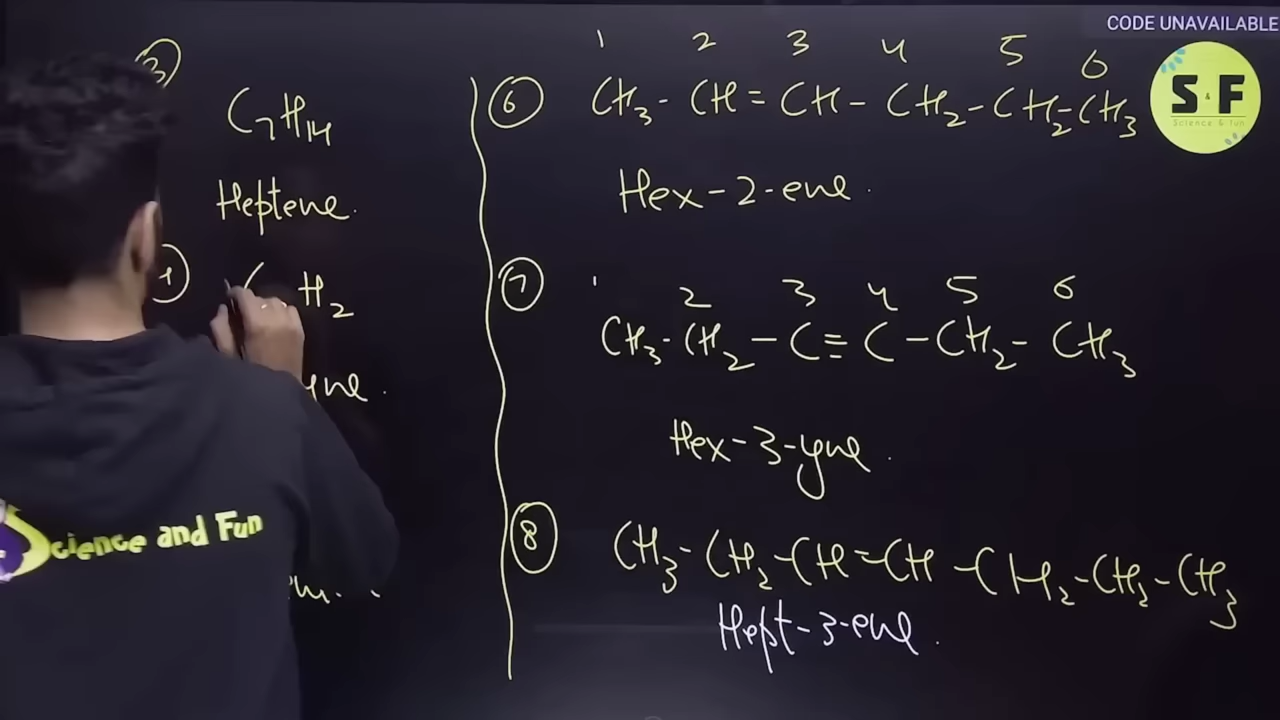 CODE UNAVAILABLE
S&F
Science & fun
3
C7H14
Heptene.
H2
yne.
Science and Fun
6
1 2 3 4 5 6
CH3-CH=CH-CH2-CH2-CH3
Hex-2-ene.
7
1 2 3 4 5 6
CH3-CH2-C≡C-CH2-CH3
Hex-3-yne.
8
CH3-CH2-CH=CH-CH2-CH2-CH3
Hept-3-ene.